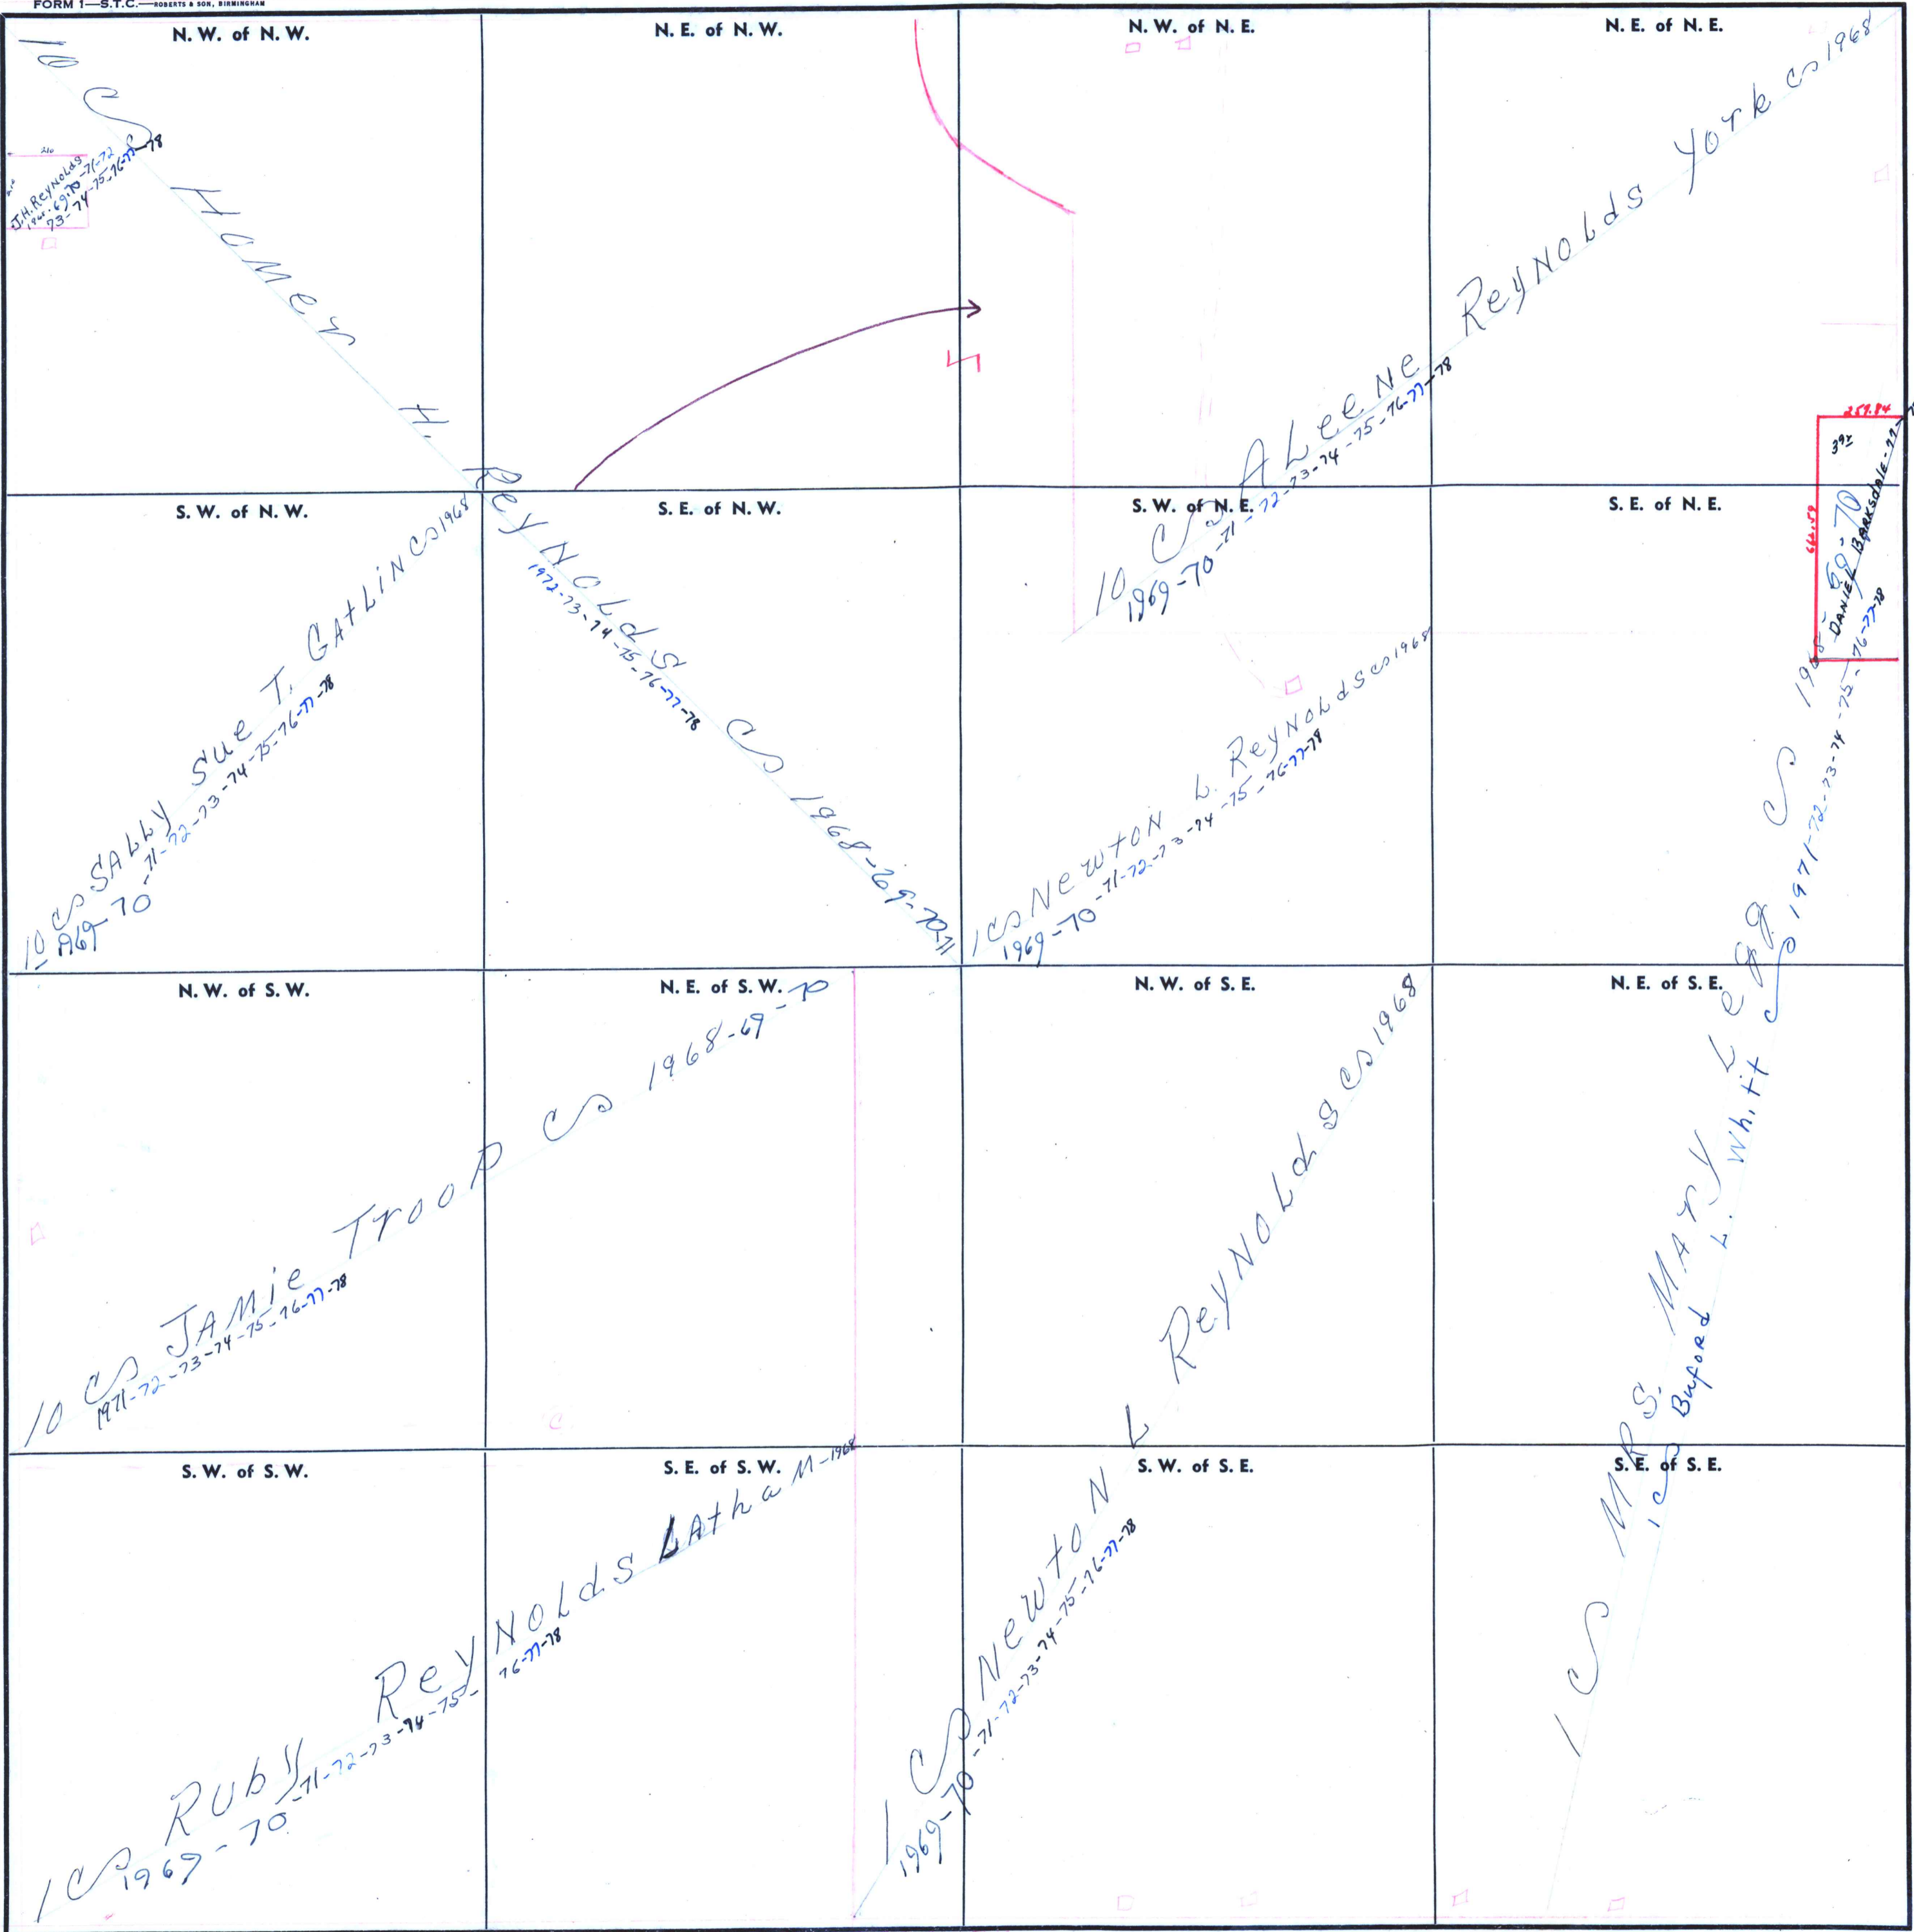 FORM 1—S.T.C.—ROBERTS & SON, BIRMINGHAM
N. W. of N. W.
N. E. of N. W.
N. W. of N. E.
N. E. of N. E.
10 CS HOMER H. REYNOLDS CS 1968-69-70-71
1972-73-74-75-76-77-78
210
J.H. REYNOLDS
69-70-71-72
73-74-75-76-77-78
10 CS ALEENE REYNOLDS YORK CS 1968
1969-70-71-72-73-74-75-76-77-78
259.84
DANIEL BARKSDALE-77-
S. W. of N. W.
S. E. of N. W.
S. W. of N. E.
S. E. of N. E.
10 CS SALLY SUE T. GATLIN CS 1968
1969-70-71-72-73-74-75-76-77-78
1 CS NEWTON L. REYNOLDS CS 1968
1969-70-71-72-73-74-75-76-77-78
N. W. of S. W.
N. E. of S. W.
N. W. of S. E.
N. E. of S. E.
10 CS JAMIE TROOP CS 1968-69-70
1971-72-73-74-75-76-77-78
1 CS NEWTON L REYNOLDS CS 1968
1969-70-71-72-73-74-75-76-77-78
1 S MRS. MARY Legg S 1968-69-70
1 S Buford L. Whitt S 1971-72-73-74-75-76-77-78
S. W. of S. W.
S. E. of S. W.
S. W. of S. E.
S. E. of S. E.
1 CS RUBY REYNOLDS LATHAM-1968
1969-70-71-72-73-74-75-76-77-78